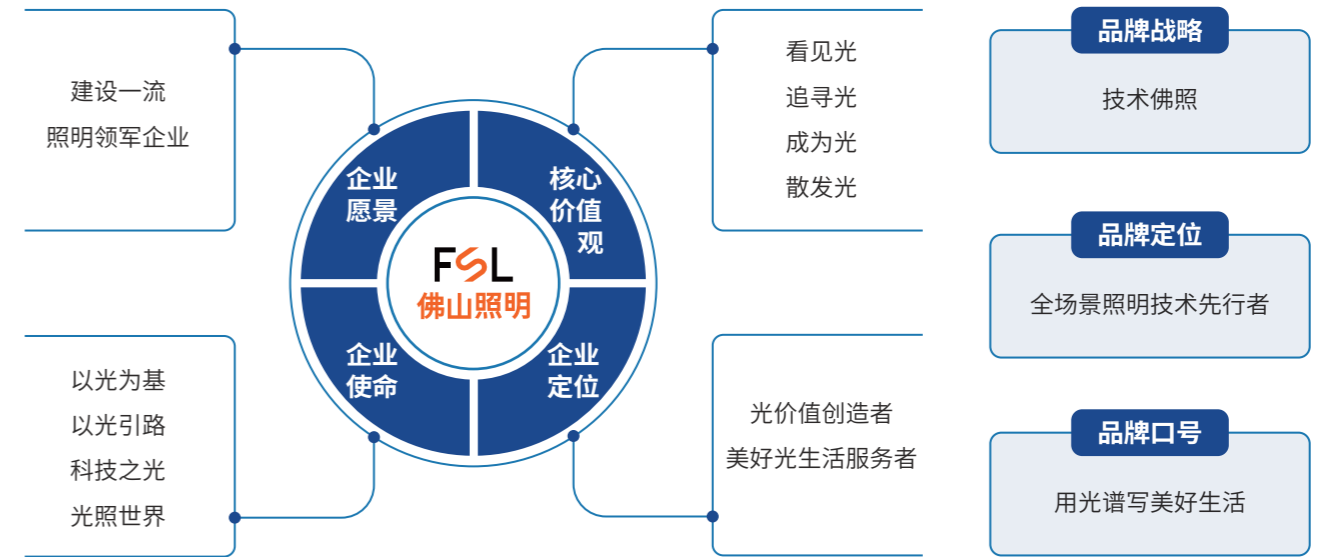 建设一流
照明领军企业
企业
愿景
看见光
追寻光
成为光
散发光
核心
价值
观
FSL
佛山照明
以光为基
以光引路
科技之光
光照世界
企业
使命
光价值创造者
美好光生活服务者
企业
定位
品牌战略
技术佛照
品牌定位
全场景照明技术先行者
品牌口号
用光谱写美好生活